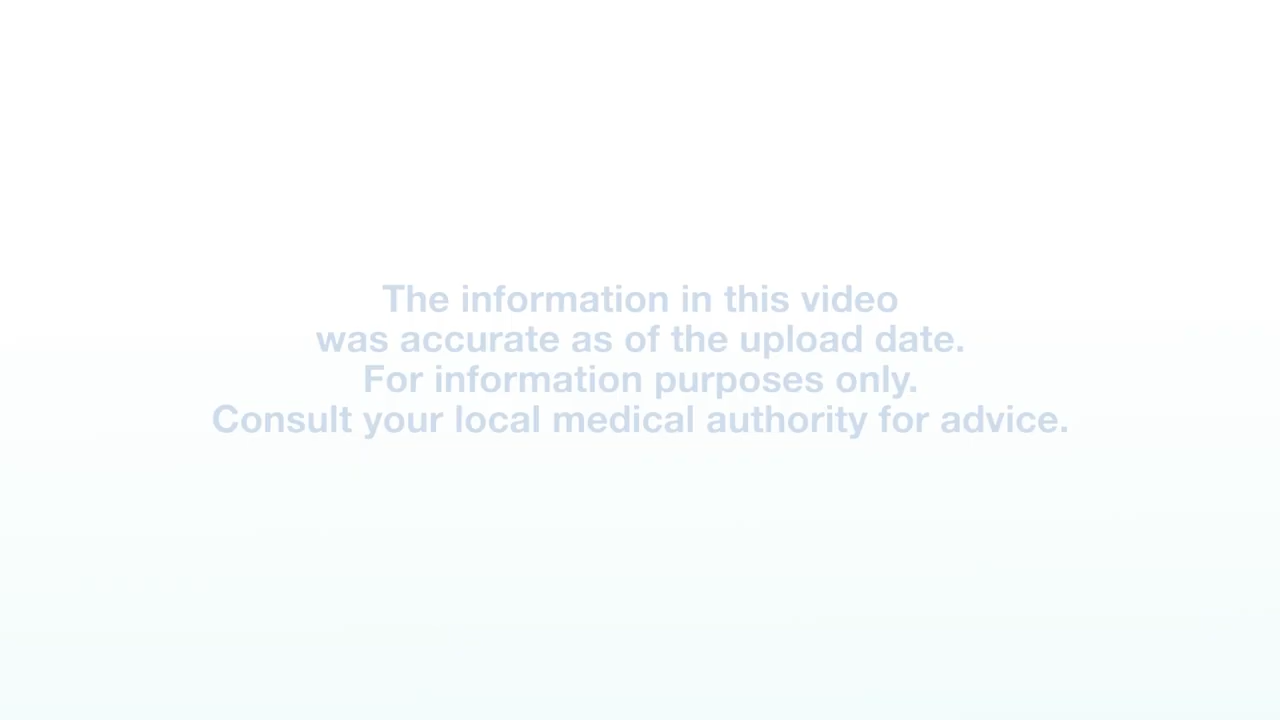 The information in this video
was accurate as of the upload date.
For information purposes only.
Consult your local medical authority for advice.